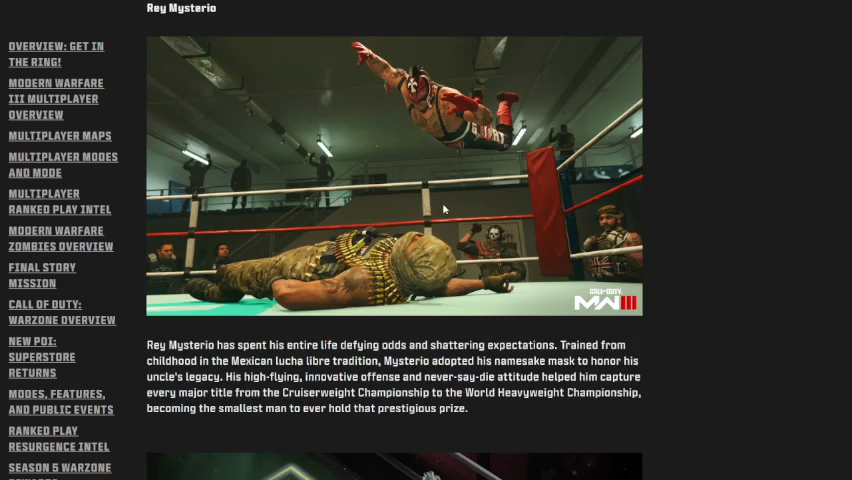 Rey Mysterio
OVERVIEW: GET IN
THE RING!
MODERN WARFARE
III MULTIPLAYER
OVERVIEW
MULTIPLAYER MAPS
MULTIPLAYER MODES
AND MODE
MULTIPLAYER
RANKED PLAY INTEL
MODERN WARFARE
ZOMBIES OVERVIEW
FINAL STORY
MISSION
CALL OF DUTY:
WARZONE OVERVIEW
NEW POI:
SUPERSTORE
RETURNS
MODES, FEATURES,
AND PUBLIC EVENTS
RANKED PLAY
RESURGENCE INTEL
SEASON 5 WARZONE
CALL OF DUTY:
MWIII
Rey Mysterio has spent his entire life defying odds and shattering expectations. Trained from
childhood in the Mexican lucha libre tradition, Mysterio adopted his namesake mask to honor his
uncle's legacy. His high-flying, innovative offense and never-say-die attitude helped him capture
every major title from the Cruiserweight Championship to the World Heavyweight Championship,
becoming the smallest man to ever hold that prestigious prize.